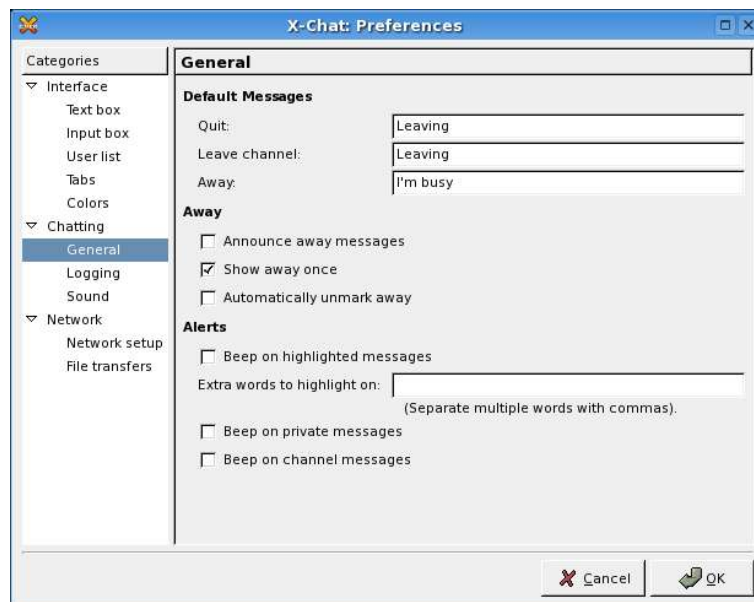 X-Chat: Preferences
Categories
Interface
Text box
Input box
User list
Tabs
Colors
Chatting
General
Logging
Sound
Network
Network setup
File transfers
General
Default Messages
Quit: Leaving
Leave channel: Leaving
Away: I'm busy
Away
Announce away messages
Show away once
Automatically unmark away
Alerts
Beep on highlighted messages
Extra words to highlight on:
(Separate multiple words with commas).
Beep on private messages
Beep on channel messages
Cancel OK